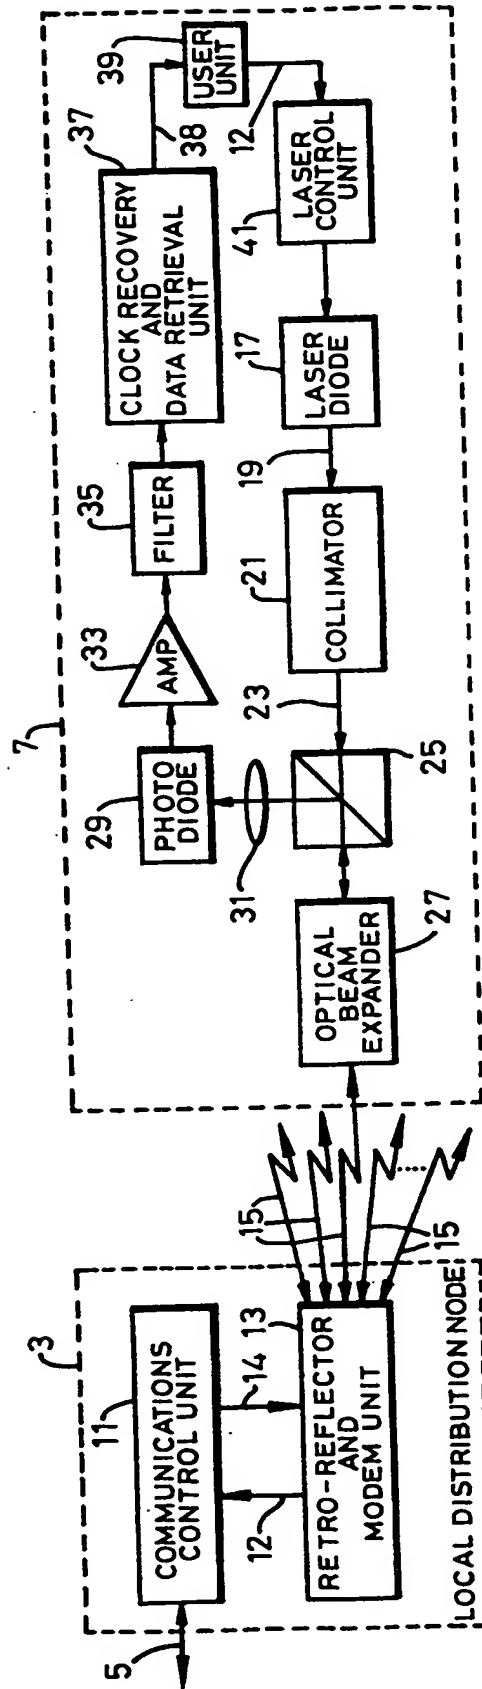 3
5
11
COMMUNICATIONS
CONTROL UNIT
12
14
13
RETRO-REFLECTOR
AND
MODEM UNIT
LOCAL DISTRIBUTION NODE
15
15
15
7
OPTICAL
BEAM
EXPANDER
27
25
31
29
PHOTO
DIODE
33
AMP
35
FILTER
37
CLOCK RECOVERY
AND
DATA RETRIEVAL
UNIT
38
39
USER
UNIT
12
41
LASER
CONTROL
UNIT
17
LASER
DIODE
19
21
COLLIMATOR
23